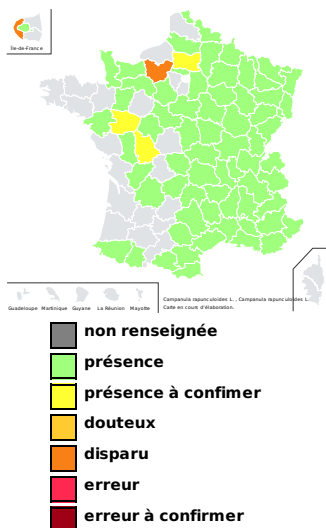 Île-de-France
Guadeloupe Martinique Guyane La Réunion Mayotte
Campanula rapunculoides L. , Campanula rapunculoides L.
Carte en cours d'élaboration.
non renseignée
présence
présence à confimer
douteux
disparu
erreur
erreur à confirmer